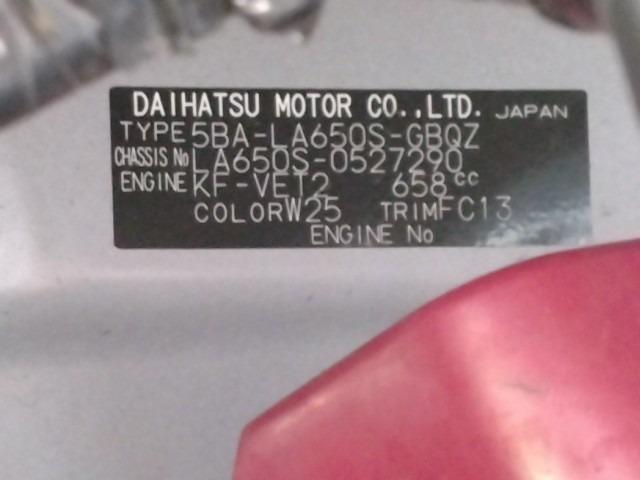 DAIHATSU MOTOR CO.,LTD. JAPAN
TYPE 5BA-LA650S-GBQZ
CHASSIS No LA650S-0527290
ENGINE KF-VET2 658cc
COLOR W25 TRIM FC13
ENGINE No